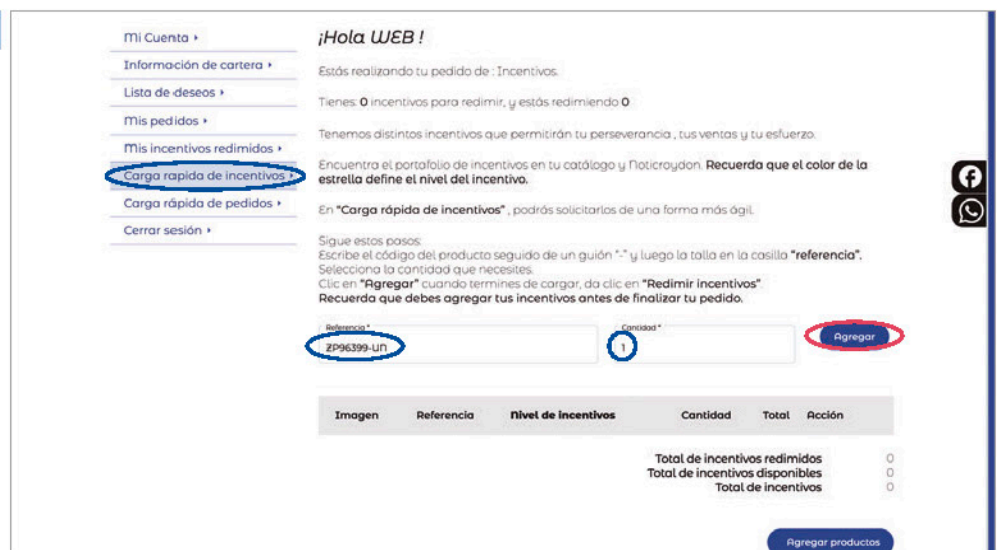 Mi Cuenta
Información de cartera
Lista de deseos
Mis pedidos
Mis incentivos redimidos
Carga rapida de incentivos
Carga rápida de pedidos
Cerrar sesión
¡Hola WEB !
Estás realizando tu pedido de : Incentivos.
Tienes: 0 incentivos para redimir, y estás redimiendo 0
Tenemos distintos incentivos que permitirán tu perseverancia , tus ventas y tu esfuerzo.
Encuentra el portafolio de incentivos en tu catálogo y Noticroydon. Recuerda que el color de la
estrella define el nivel del incentivo.
En "Carga rápida de incentivos" , podrás solicitarlos de una forma más ágil.
Sigue estos pasos:
Escribe el código del producto seguido de un guión "-" y luego la talla en la casilla "referencia".
Selecciona la cantidad que necesites.
Clic en "Agregar" cuando termines de cargar, da clic en "Redimir incentivos".
Recuerda que debes agregar tus incentivos antes de finalizar tu pedido.
Referencia *
ZP96399-UN
Cantidad *
1
Agregar
Imagen Referencia Nivel de incentivos Cantidad Total Acción
Total de incentivos redimidos 0
Total de incentivos disponibles 0
Total de incentivos 0
Agregar productos